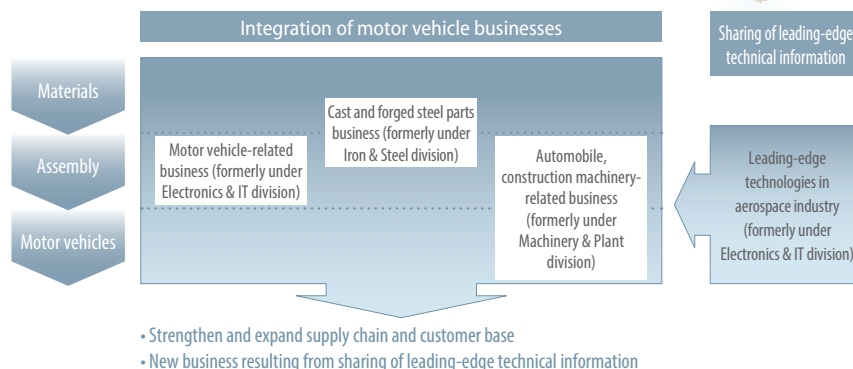 Integration of motor vehicle businesses
Sharing of leading-edge
technical information
Materials
Assembly
Motor vehicles
Motor vehicle-related
business (formerly under
Electronics & IT division)
Cast and forged steel parts
business (formerly under
Iron & Steel division)
Automobile,
construction machinery-
related business
(formerly under
Machinery & Plant
division)
Leading-edge
technologies in
aerospace industry
(formerly under
Electronics & IT division)
• Strengthen and expand supply chain and customer base
• New business resulting from sharing of leading-edge technical information